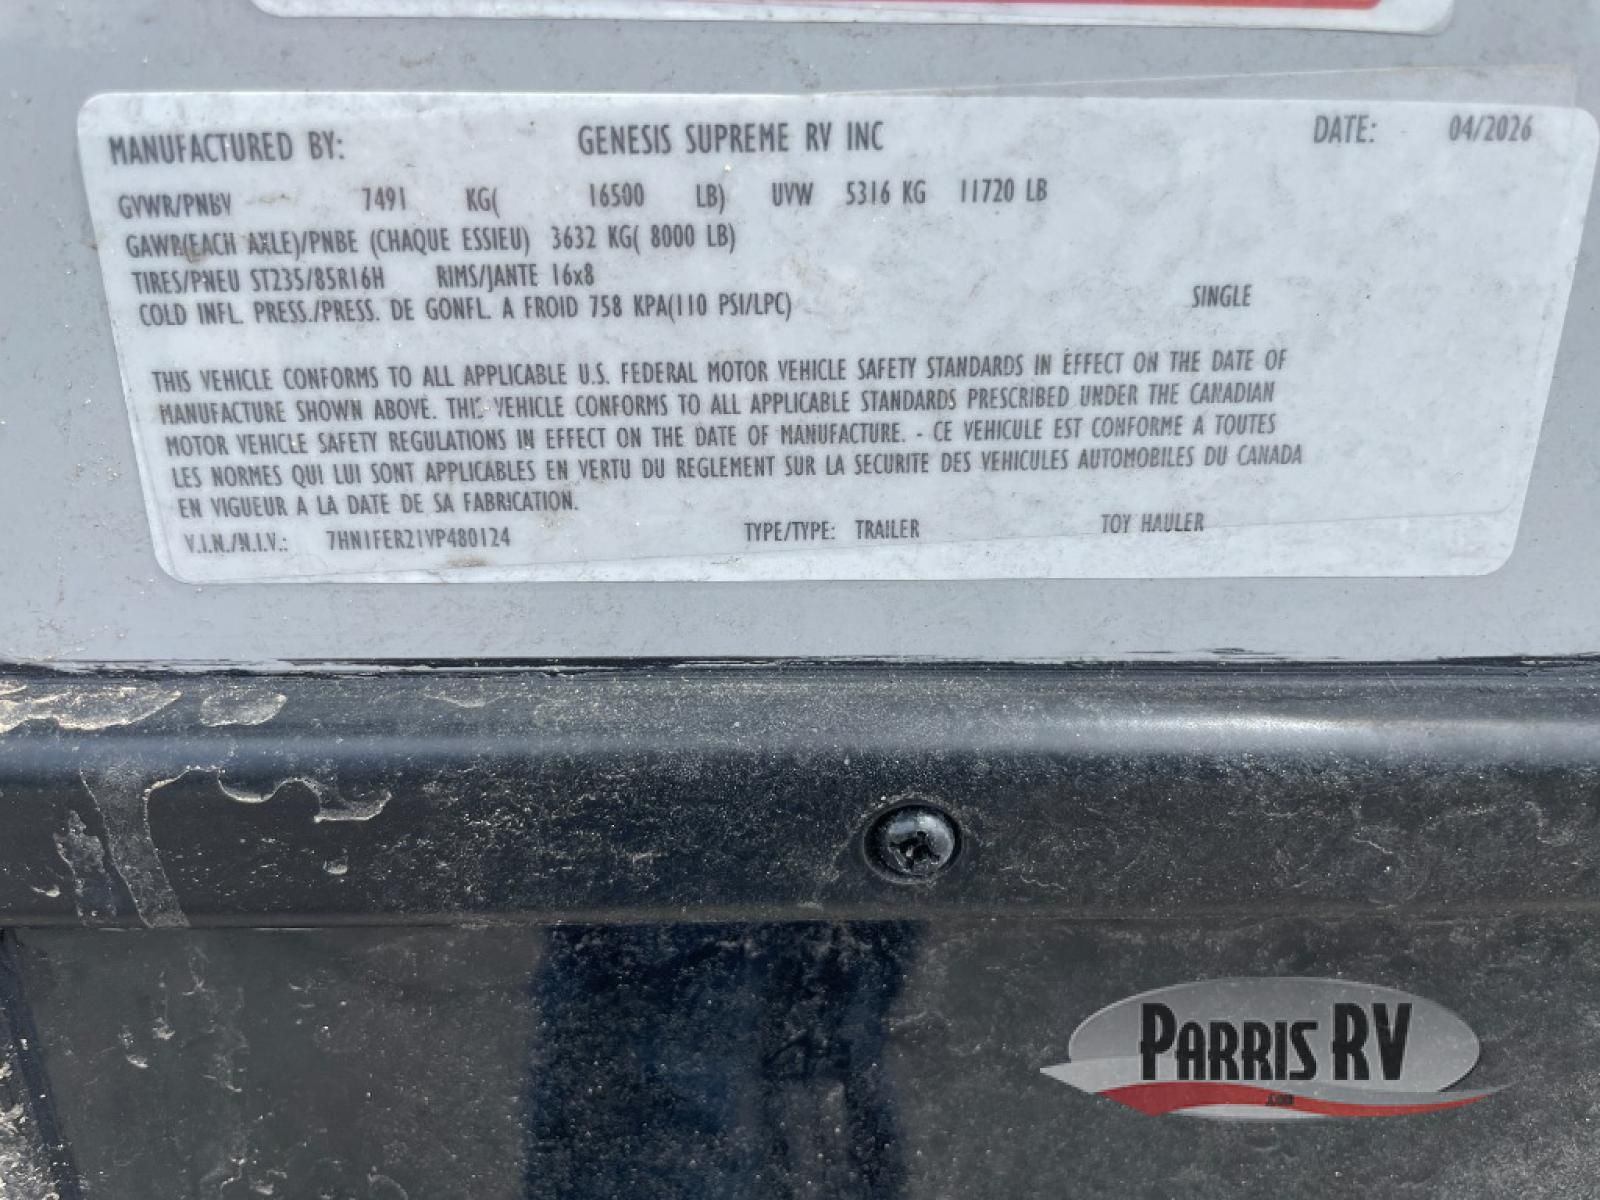 MANUFACTURED BY: GENESIS SUPREME RV INC DATE: 04/2026
GVWR/PNBV 7491 KG( 16500 LB) UVW 5316 KG 11720 LB
GAWR(EACH AXLE)/PNBE (CHAQUE ESSIEU) 3632 KG( 8000 LB)
TIRES/PNEU ST235/85R16H RIMS/JANTE 16x8
COLD INFL. PRESS./PRESS. DE GONFL. A FROID 758 KPA(110 PSI/LPC) SINGLE
THIS VEHICLE CONFORMS TO ALL APPLICABLE U.S. FEDERAL MOTOR VEHICLE SAFETY STANDARDS IN EFFECT ON THE DATE OF
MANUFACTURE SHOWN ABOVE. THIS VEHICLE CONFORMS TO ALL APPLICABLE STANDARDS PRESCRIBED UNDER THE CANADIAN
MOTOR VEHICLE SAFETY REGULATIONS IN EFFECT ON THE DATE OF MANUFACTURE. - CE VEHICULE EST CONFORME A TOUTES
LES NORMES QUI LUI SONT APPLICABLES EN VERTU DU REGLEMENT SUR LA SECURITE DES VEHICULES AUTOMOBILES DU CANADA
EN VIGUEUR A LA DATE DE SA FABRICATION.
V.I.N./N.I.V.: 7HN1FER21VP480124 TYPE/TYPE: TRAILER TOY HAULER
PARRIS RV
.com